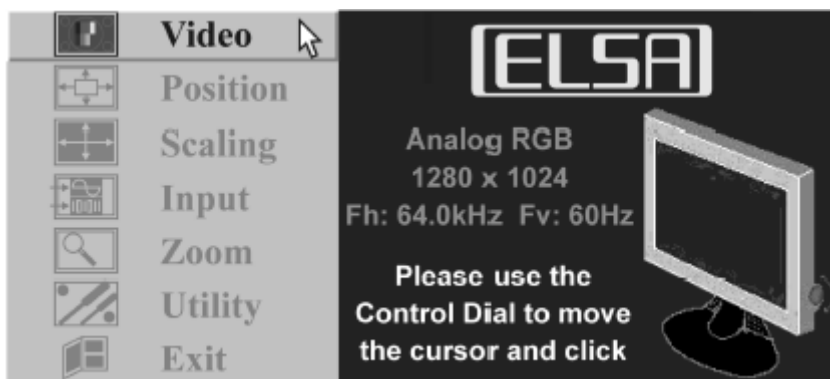 Video
Position
Scaling
Input
Zoom
Utility
Exit
ELSA
Analog RGB
1280 x 1024
Fh: 64.0kHz Fv: 60Hz
Please use the
Control Dial to move
the cursor and click